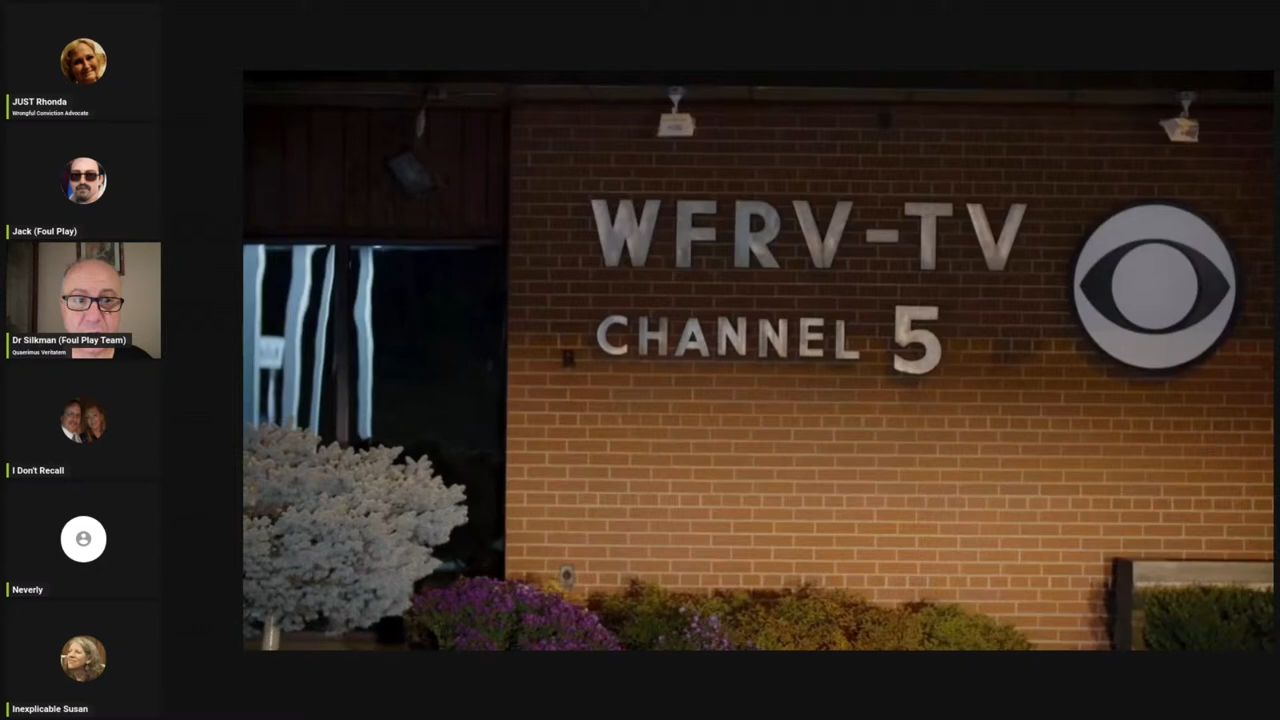 JUST Rhonda
Wrongful Conviction Advocate
Jack (Foul Play)
Dr Silkman (Foul Play Team)
Quaerimus Veritatem
I Don't Recall
Neverly
Inexplicable Susan
WFRV-TV
CHANNEL 5